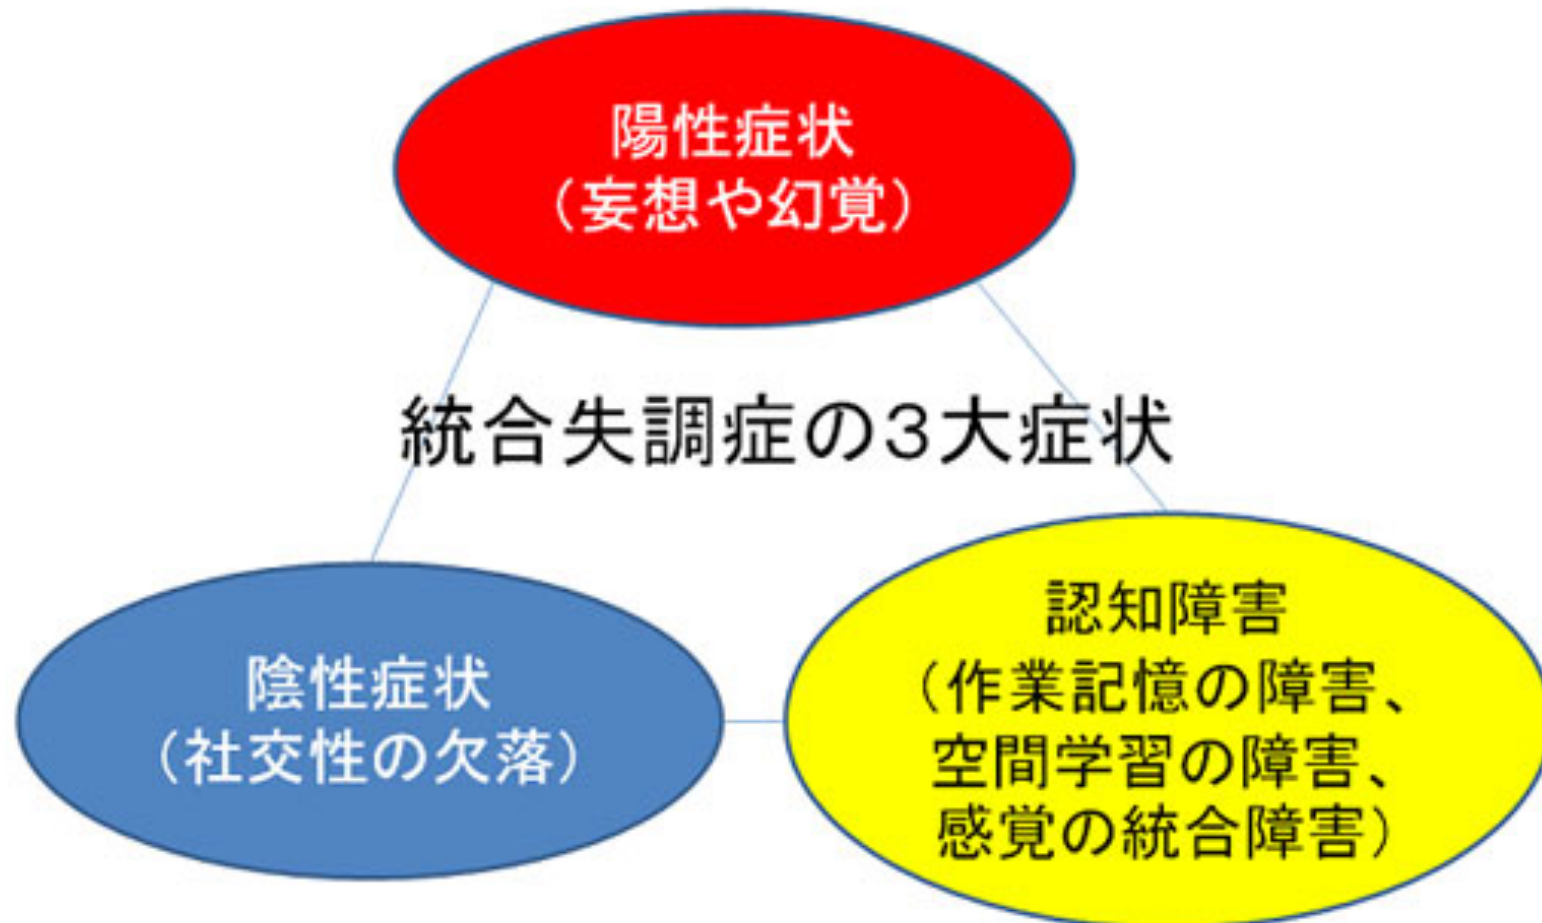 陽性症状
（妄想や幻覚）
統合失調症の３大症状
陰性症状
（社交性の欠落）
認知障害
（作業記憶の障害、
空間学習の障害、
感覚の統合障害）